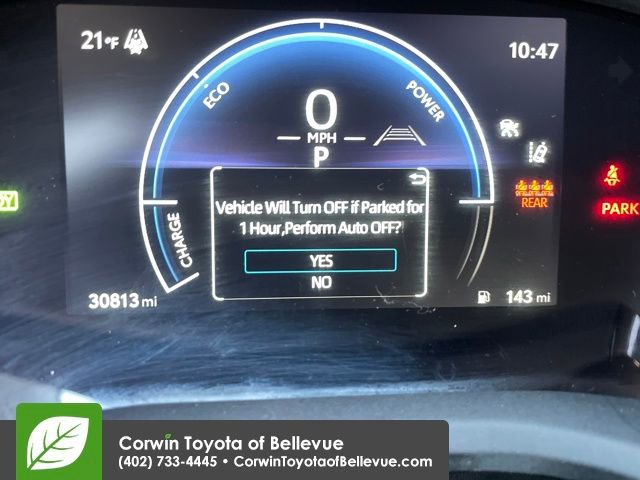 21°F
10:47
ECO
POWER
0
MPH
P
Vehicle Will Turn OFF if Parked for
1 Hour,Perform Auto OFF?
YES
NO
CHARGE
REAR
PARK
30813 mi
143 mi
Corwin Toyota of Bellevue
(402) 733-4445 • CorwinToyotaofBellevue.com